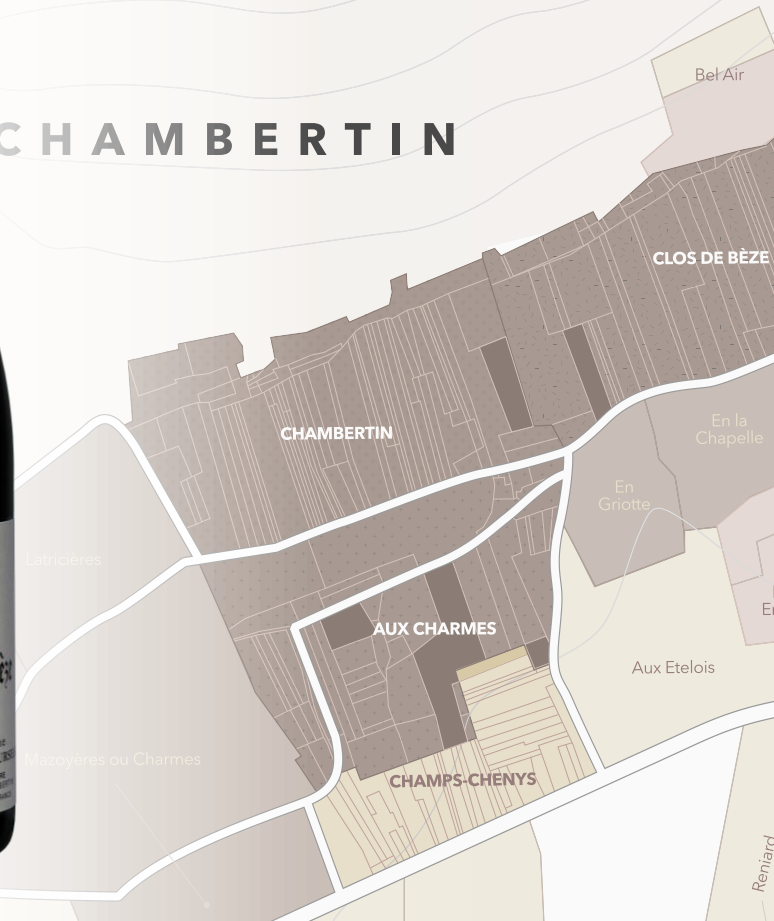 Bel Air
CHAMBERTIN
CLOS DE BÈZE
CHAMBERTIN
En la
Chapelle
En
Griotte
Latricières
AUX CHARMES
Aux Etelois
Mazoyères ou Charmes
CHAMPS-CHENYS
Reniard